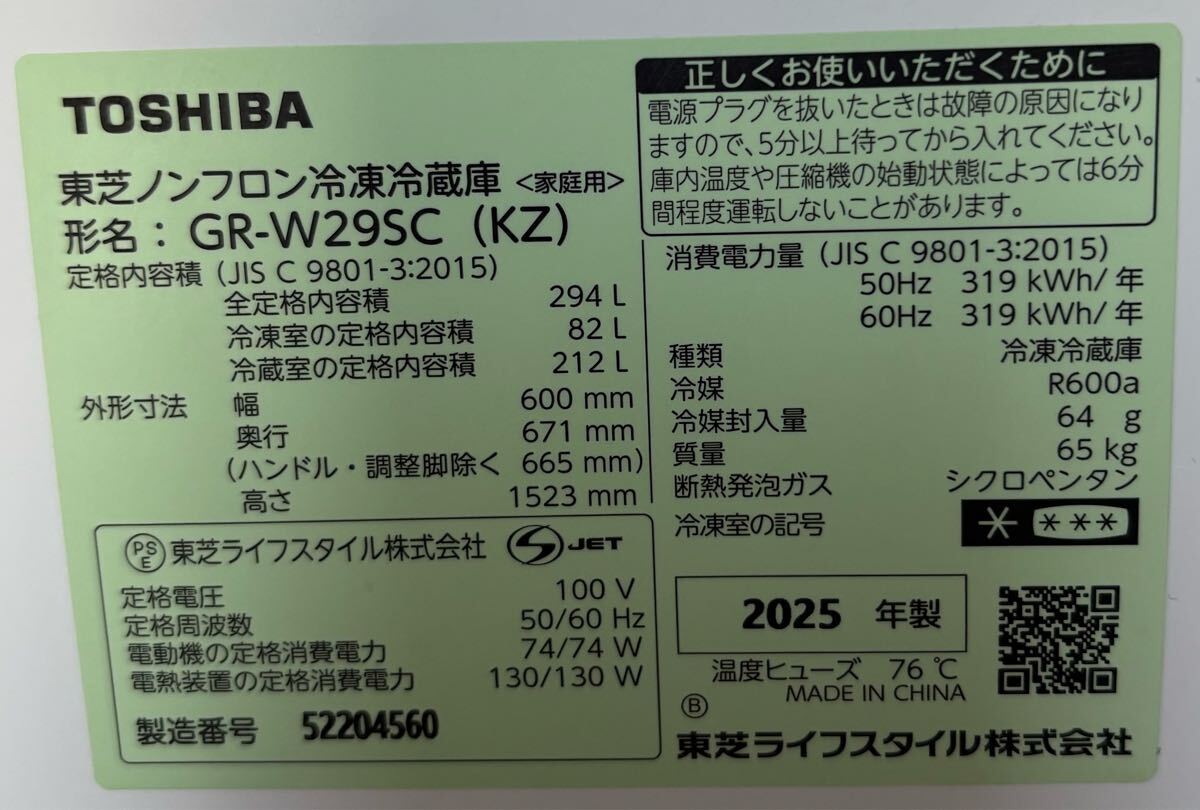 TOSHIBA
東芝ノンフロン冷凍冷蔵庫 <家庭用>
形名： GR-W29SC (KZ)
定格内容積 (JIS C 9801-3:2015)
全定格内容積 294 L
冷凍室の定格内容積 82 L
冷蔵室の定格内容積 212 L
外形寸法 幅 600 mm
奥行 671 mm
(ハンドル・調整脚除く 665 mm)
高さ 1523 mm
PS E 東芝ライフスタイル株式会社 S JET
定格電圧 100 V
定格周波数 50/60 Hz
電動機の定格消費電力 74/74 W
電熱装置の定格消費電力 130/130 W
製造番号 52204560
正しくお使いいただくために
電源プラグを抜いたときは故障の原因になり
ますので、5分以上待ってから入れてください。
庫内温度や圧縮機の始動状態によっては6分
間程度運転しないことがあります。
消費電力量 (JIS C 9801-3:2015)
50Hz 319 kWh/年
60Hz 319 kWh/年
種類 冷凍冷蔵庫
冷媒 R600a
冷媒封入量 64 g
質量 65 kg
断熱発泡ガス シクロペンタン
冷凍室の記号 * ***
2025 年製
温度ヒューズ 76 ℃
MADE IN CHINA
Ⓑ
東芝ライフスタイル株式会社